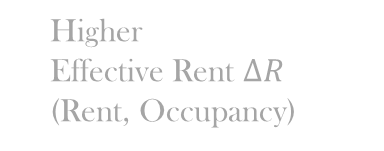 Higher
Effective Rent ΔR
(Rent, Occupancy)